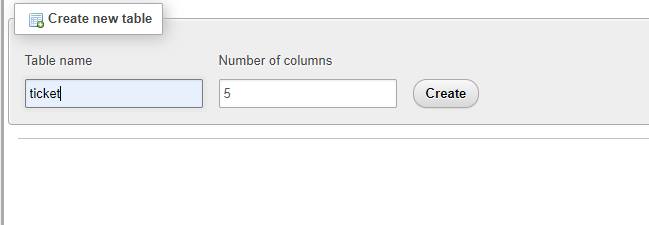 Create new table
Table name
Number of columns
ticket
5
Create